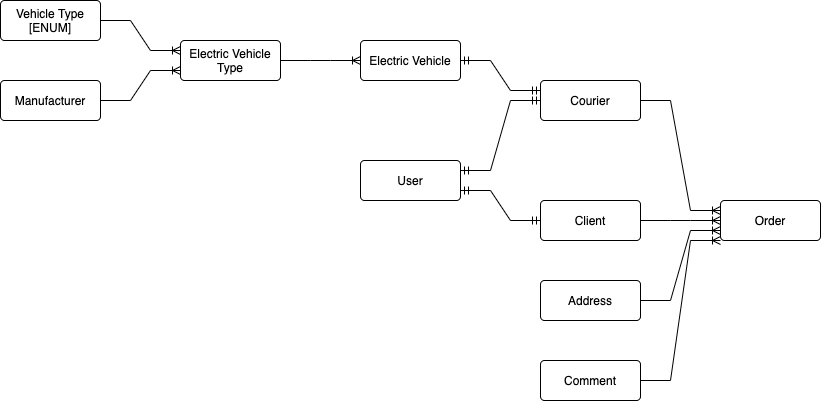 Vehicle Type
[ENUM]
Manufacturer
Electric Vehicle
Type
Electric Vehicle
User
Courier
Client
Address
Comment
Order